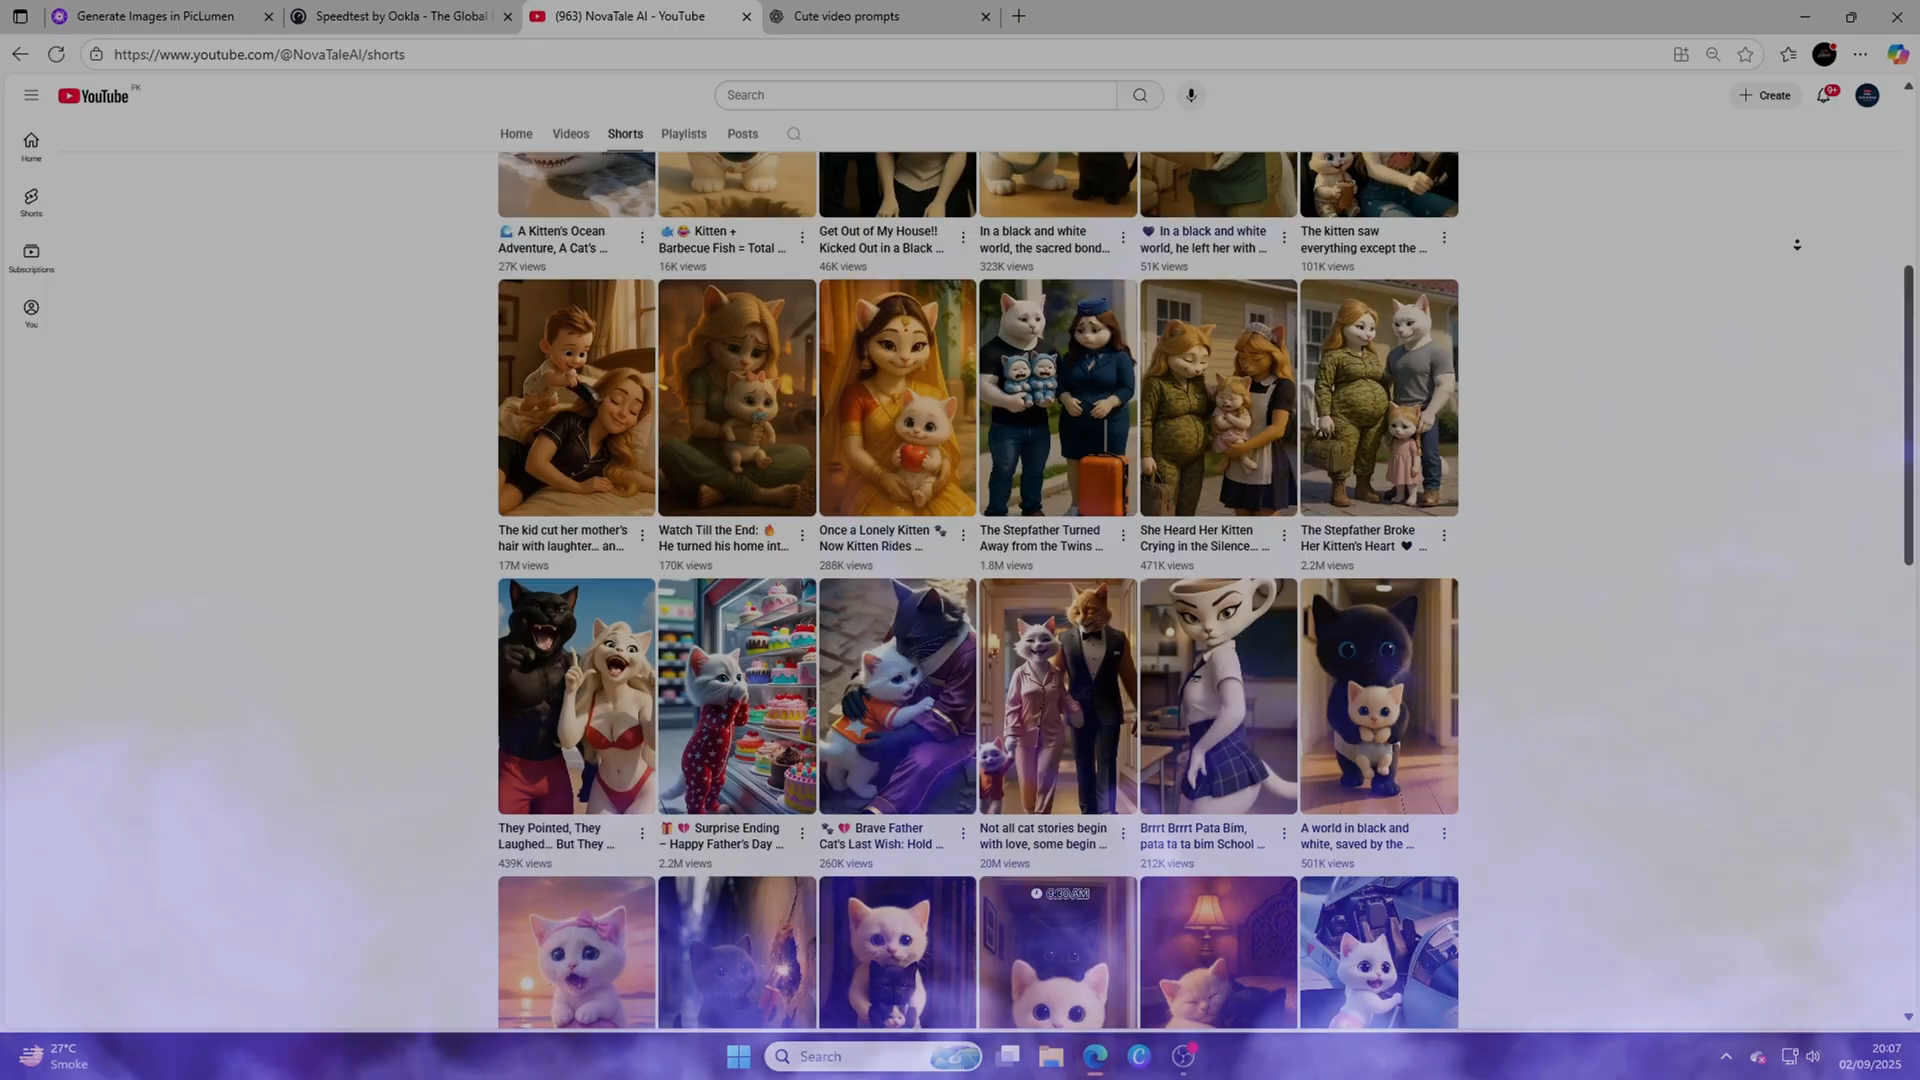 Generate Images in PicLumen
Speedtest by Ookla - The Global
(963) NovaTale AI - YouTube
Cute video prompts
https://www.youtube.com/@NovaTaleAI/shorts
YouTube PK
Search
Create
9+
Home
Shorts
Subscriptions
You
Home Videos Shorts Playlists Posts
A Kitten's Ocean
Adventure, A Cat's ...
27K views
Kitten +
Barbecue Fish = Total ...
16K views
Get Out of My House!!
Kicked Out in a Black ...
46K views
In a black and white
world, the sacred bond...
323K views
In a black and white
world, he left her with ...
51K views
The kitten saw
everything except the ...
101K views
The kid cut her mother's
hair with laughter... an...
17M views
Watch Till the End:
He turned his home int...
170K views
Once a Lonely Kitten
Now Kitten Rides ...
288K views
The Stepfather Turned
Away from the Twins ...
1.8M views
She Heard Her Kitten
Crying in the Silence... ...
471K views
The Stepfather Broke
Her Kitten's Heart ...
2.2M views
They Pointed, They
Laughed... But They ...
439K views
Surprise Ending
– Happy Father's Day ...
2.2M views
Brave Father
Cat's Last Wish: Hold ...
260K views
Not all cat stories begin
with love, some begin ...
20M views
Brrrt Brrrt Pata Bim,
pata ta ta bim School ...
212K views
A world in black and
white, saved by the ...
501K views
27°C
Smoke
Search
20:07
02/09/2025